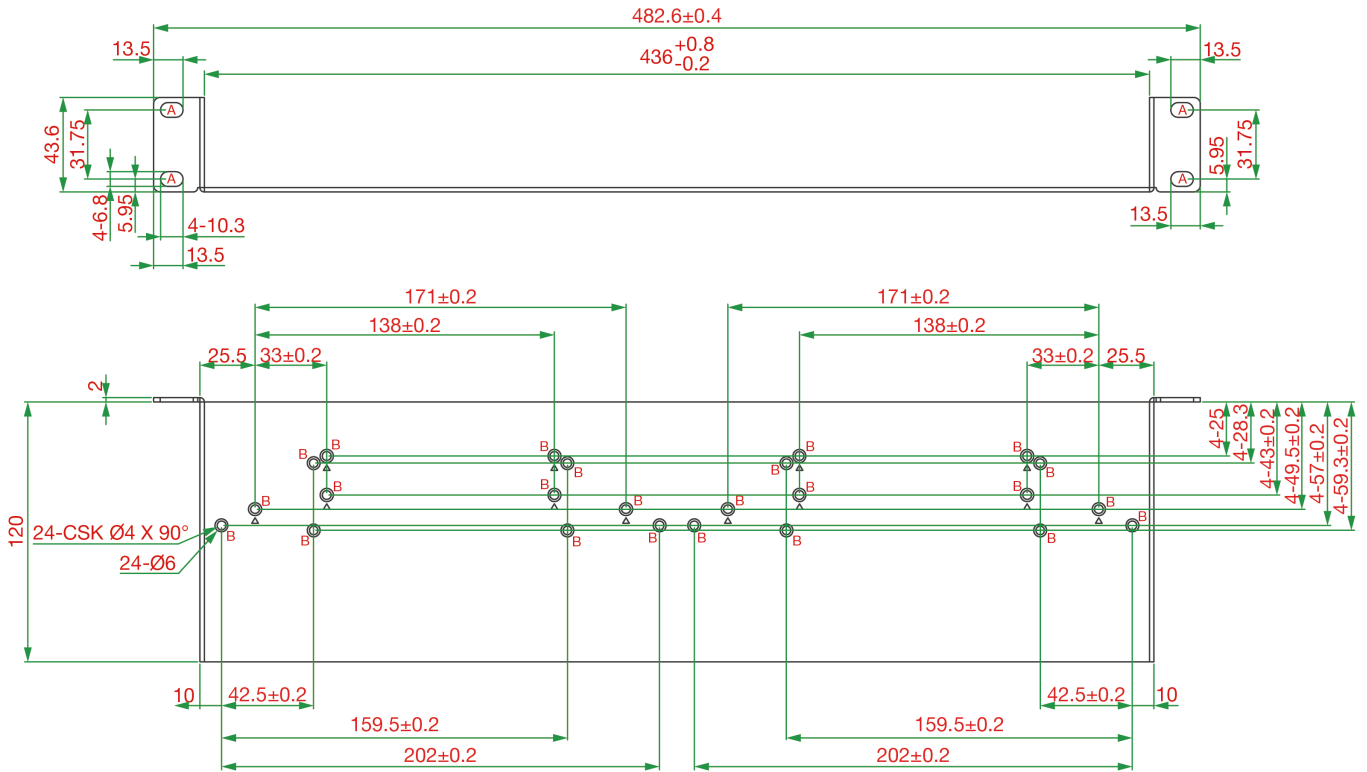 482.6±0.4
13.5
436 +0.8 -0.2
13.5
A
A
43.6
31.75
31.75
5.95
A
A
4-6.8
5.95
4-10.3
13.5
13.5
171±0.2
171±0.2
138±0.2
138±0.2
25.5
33±0.2
33±0.2
25.5
2
B
B
B
B
B
B
B
B
4-25
4-28.3
4-43±0.2
4-49.5±0.2
4-57±0.2
4-59.3±0.2
B
B
B
B
B
B
B
B
120
24-CSK Ø4 X 90°
B
B
B
B
B
B
B
B
24-Ø6
10
42.5±0.2
42.5±0.2
10
159.5±0.2
159.5±0.2
202±0.2
202±0.2